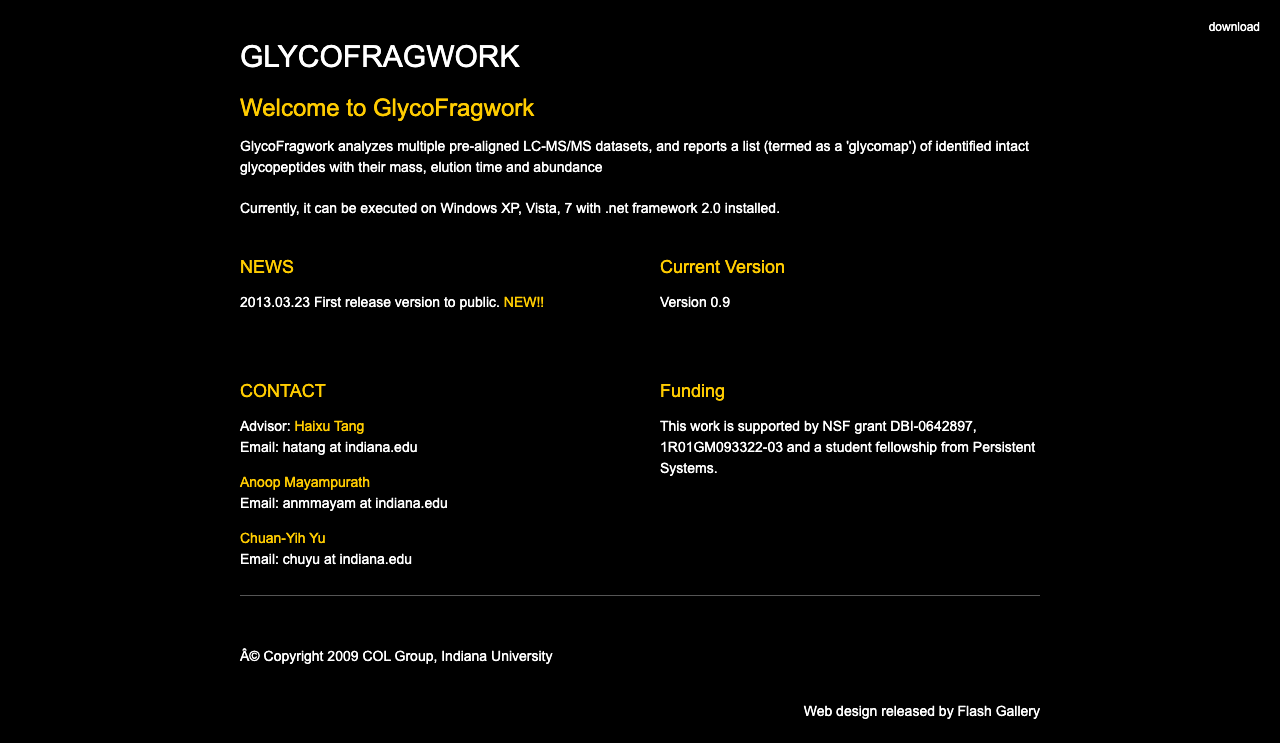 download
GLYCOFRAGWORK
Welcome to GlycoFragwork
GlycoFragwork analyzes multiple pre-aligned LC-MS/MS datasets, and reports a list (termed as a 'glycomap') of identified intact
glycopeptides with their mass, elution time and abundance
Currently, it can be executed on Windows XP, Vista, 7 with .net framework 2.0 installed.
NEWS
2013.03.23 First release version to public. NEW!!
Current Version
Version 0.9
CONTACT
Advisor: Haixu Tang
Email: hatang at indiana.edu
Anoop Mayampurath
Email: anmmayam at indiana.edu
Chuan-Yih Yu
Email: chuyu at indiana.edu
Funding
This work is supported by NSF grant DBI-0642897,
1R01GM093322-03 and a student fellowship from Persistent
Systems.
Â© Copyright 2009 COL Group, Indiana University
Web design released by Flash Gallery